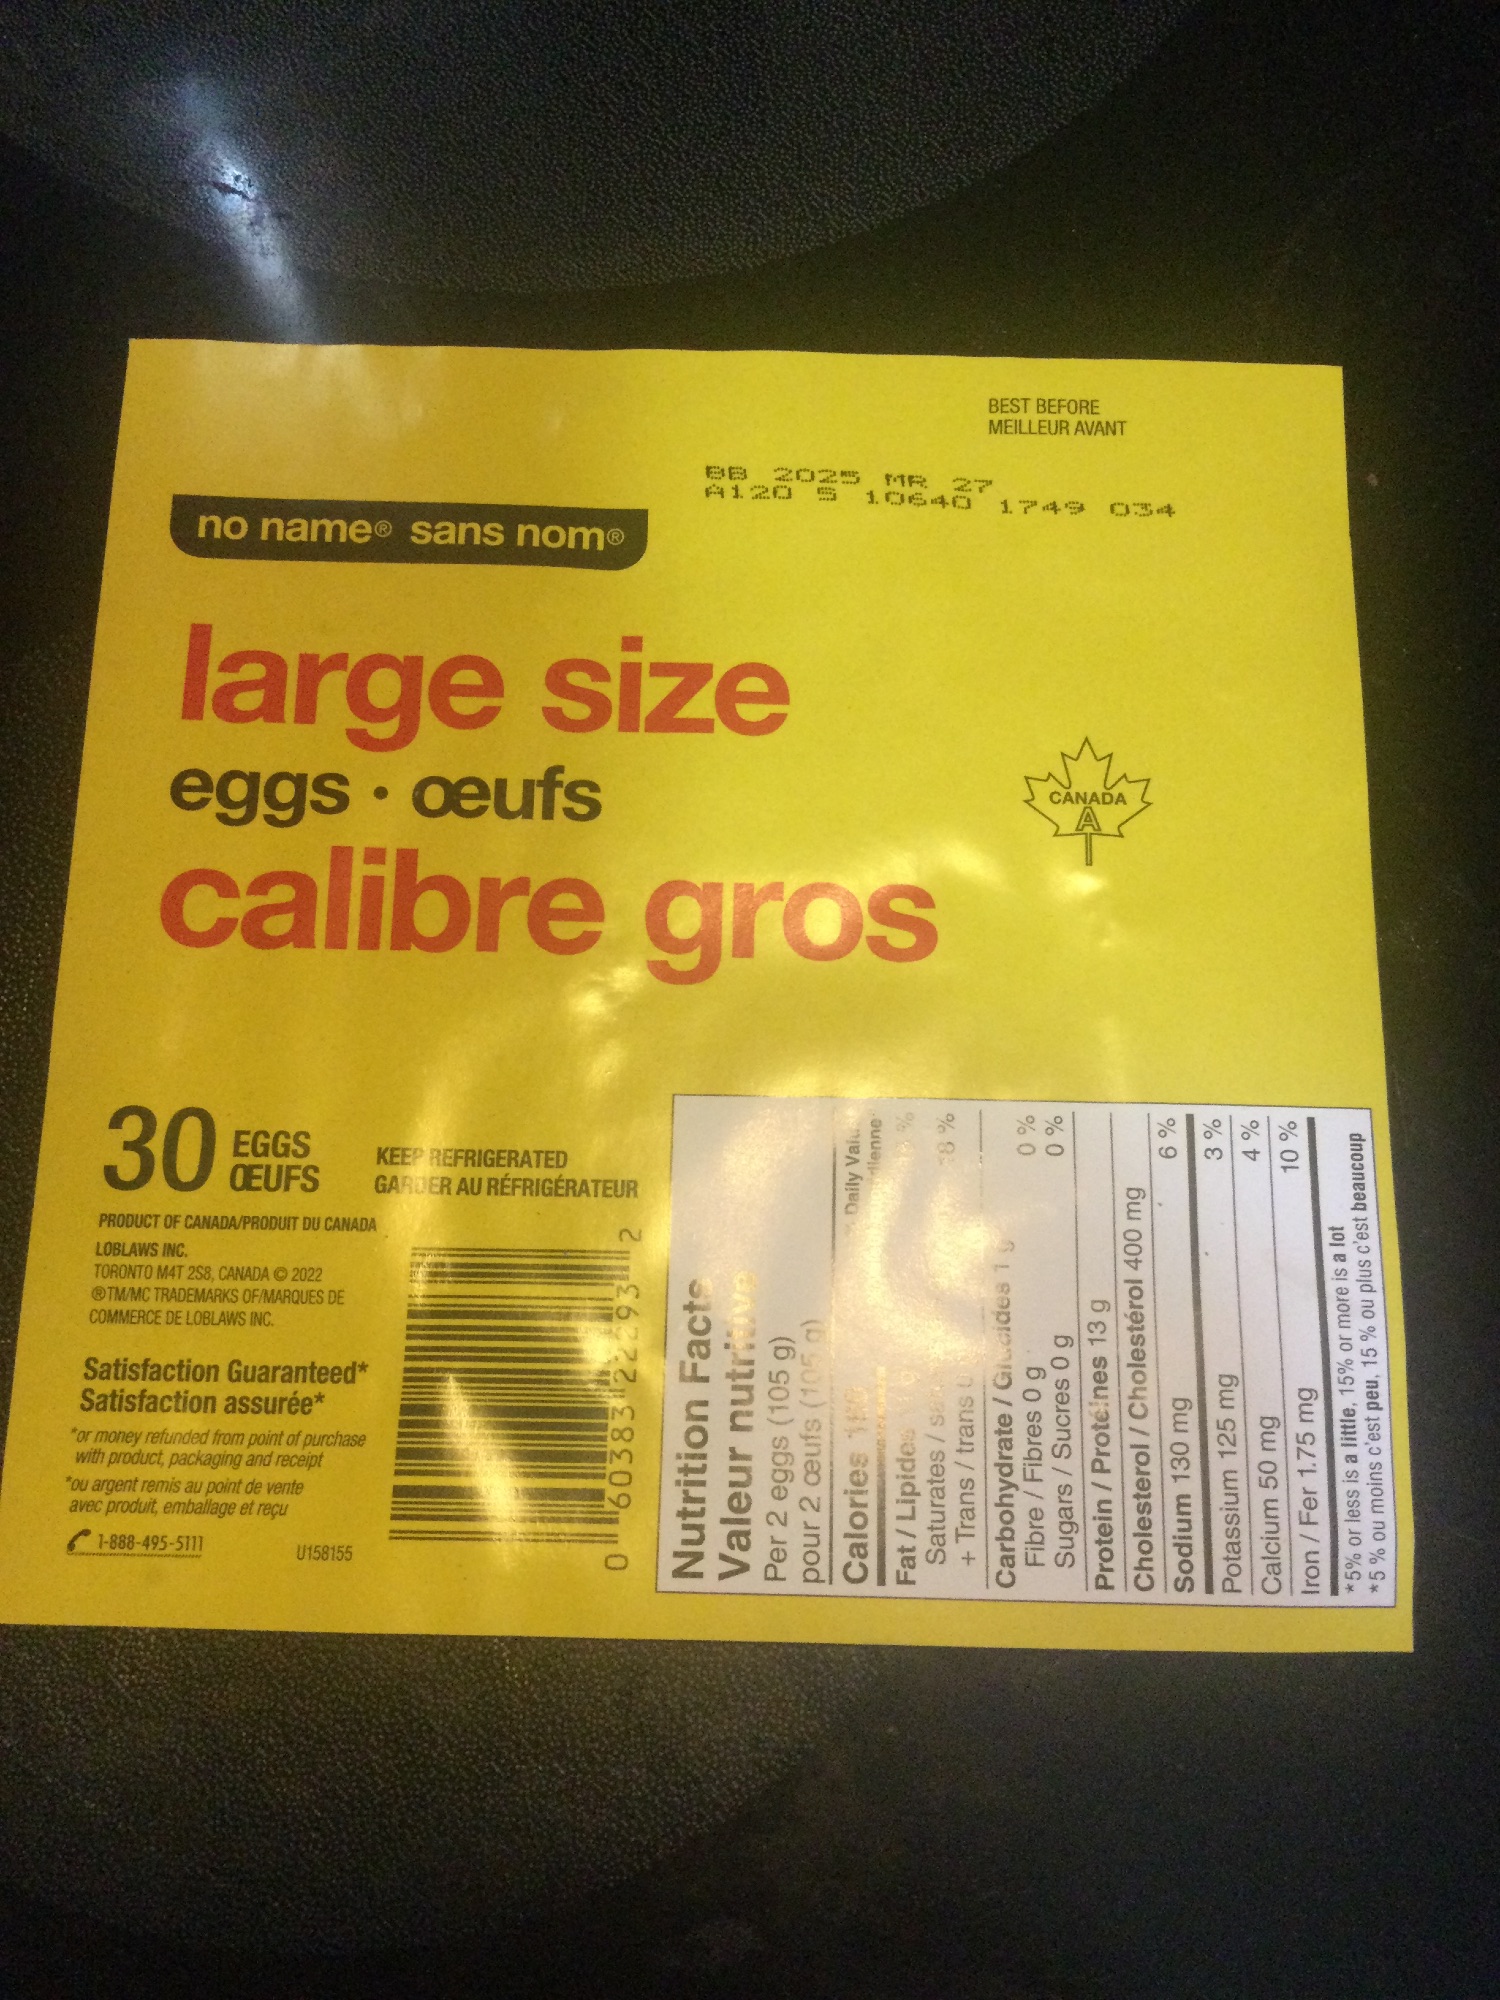 BEST BEFORE
MEILLEUR AVANT
BB 2025 MR 27
A120 S 10640 1749 034
no name® sans nom®
large size
eggs · œufs
calibre gros
CANADA
A
30 EGGS
ŒUFS
KEEP REFRIGERATED
GARDER AU RÉFRIGÉRATEUR
PRODUCT OF CANADA/PRODUIT DU CANADA
LOBLAWS INC.
TORONTO M4T 2S8, CANADA © 2022
®TM/MC TRADEMARKS OF/MARQUES DE
COMMERCE DE LOBLAWS INC.
Satisfaction Guaranteed*
Satisfaction assurée*
*or money refunded from point of purchase
with product, packaging and receipt
*ou argent remis au point de vente
avec produit, emballage et reçu
1-888-495-5111
U158155
0 60383 22293 2
Nutrition Facts
Valeur nutritive
Per 2 eggs (105 g)
pour 2 œufs (105 g)
Calories
Daily
Fat / Lipides
Saturates /
+ Trans / trans
Carbohydrate / Glucides 1 g
Fibre / Fibres 0 g 0 %
Sugars / Sucres 0 g 0 %
Protein / Protéines 13 g
Cholesterol / Cholestérol 400 mg
Sodium 130 mg 6 %
Potassium 125 mg 3 %
Calcium 50 mg 4 %
Iron / Fer 1.75 mg 10 %
*5% or less is a little, 15% or more is a lot
*5 % ou moins c'est peu, 15 % ou plus c'est beaucoup